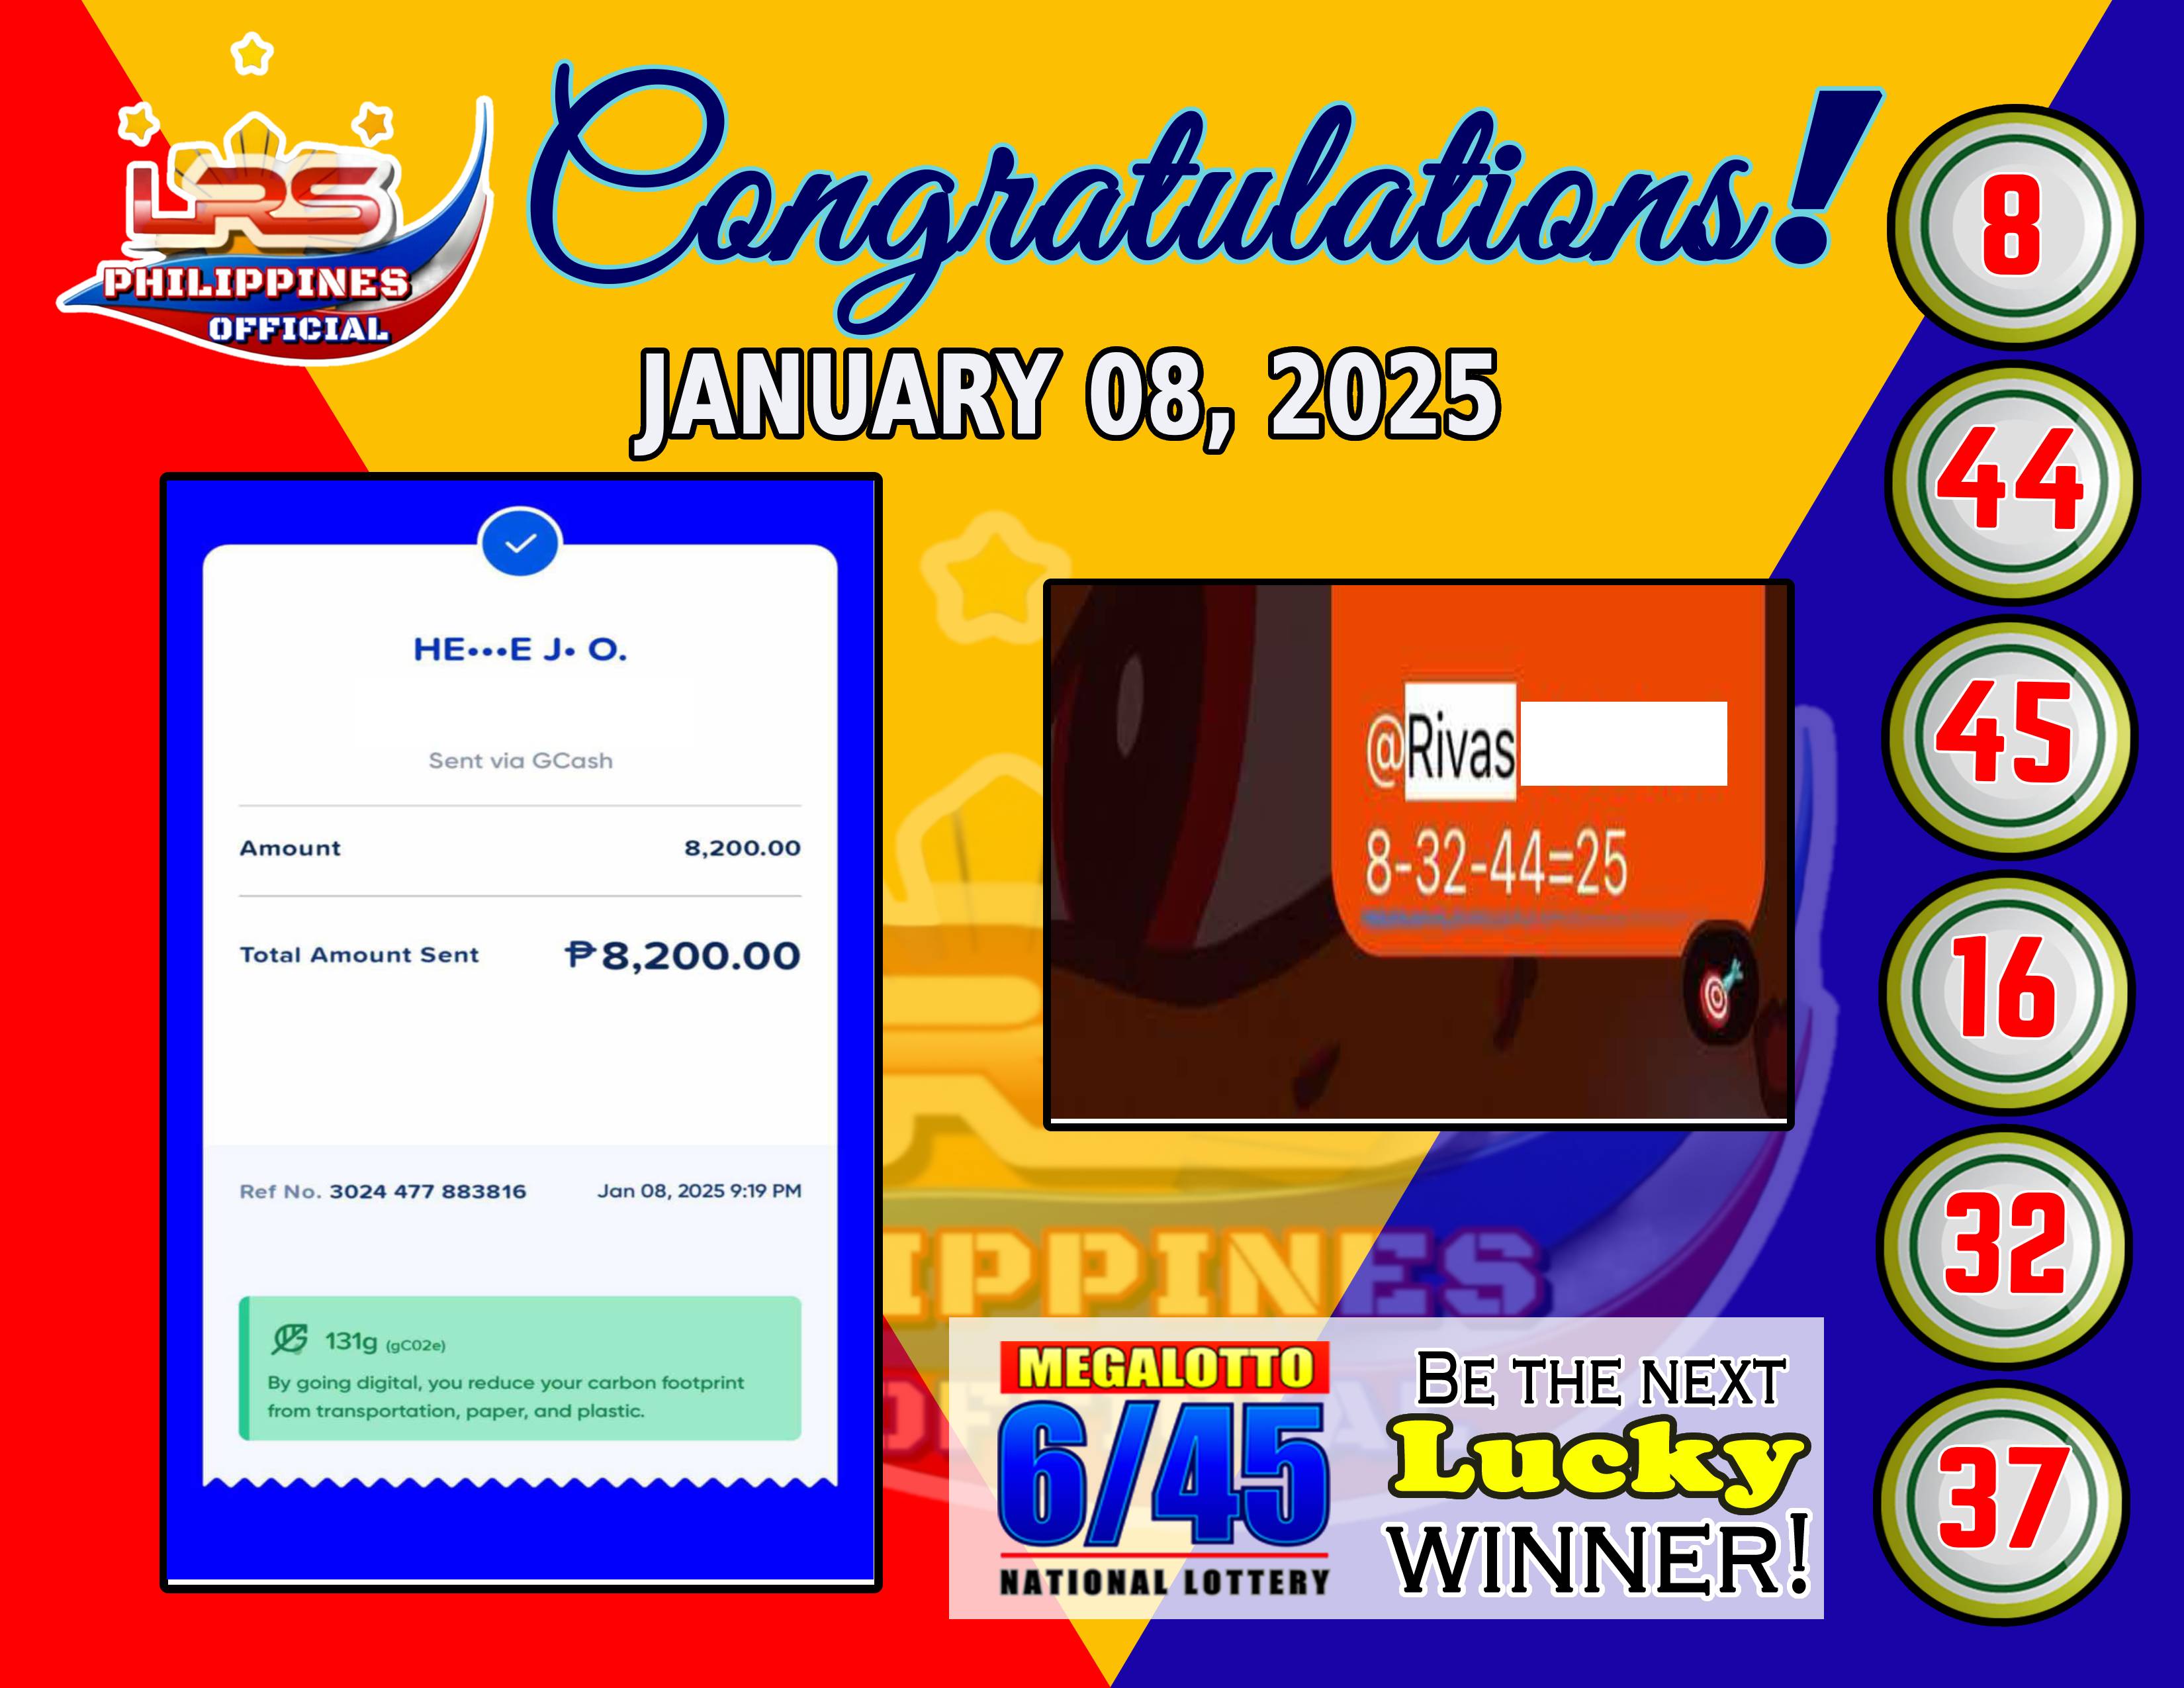 LRS
PHILIPPINES
OFFICIAL
Congratulations!
JANUARY 08, 2025
HE•••E J• O.
Sent via GCash
Amount 8,200.00
Total Amount Sent ₱8,200.00
Ref No. 3024 477 883816 Jan 08, 2025 9:19 PM
131g (gC02e)
By going digital, you reduce your carbon footprint
from transportation, paper, and plastic.
@Rivas
8-32-44=25
MEGALOTTO
6/45
NATIONAL LOTTERY
BE THE NEXT
Lucky
WINNER!
8
44
45
16
32
37